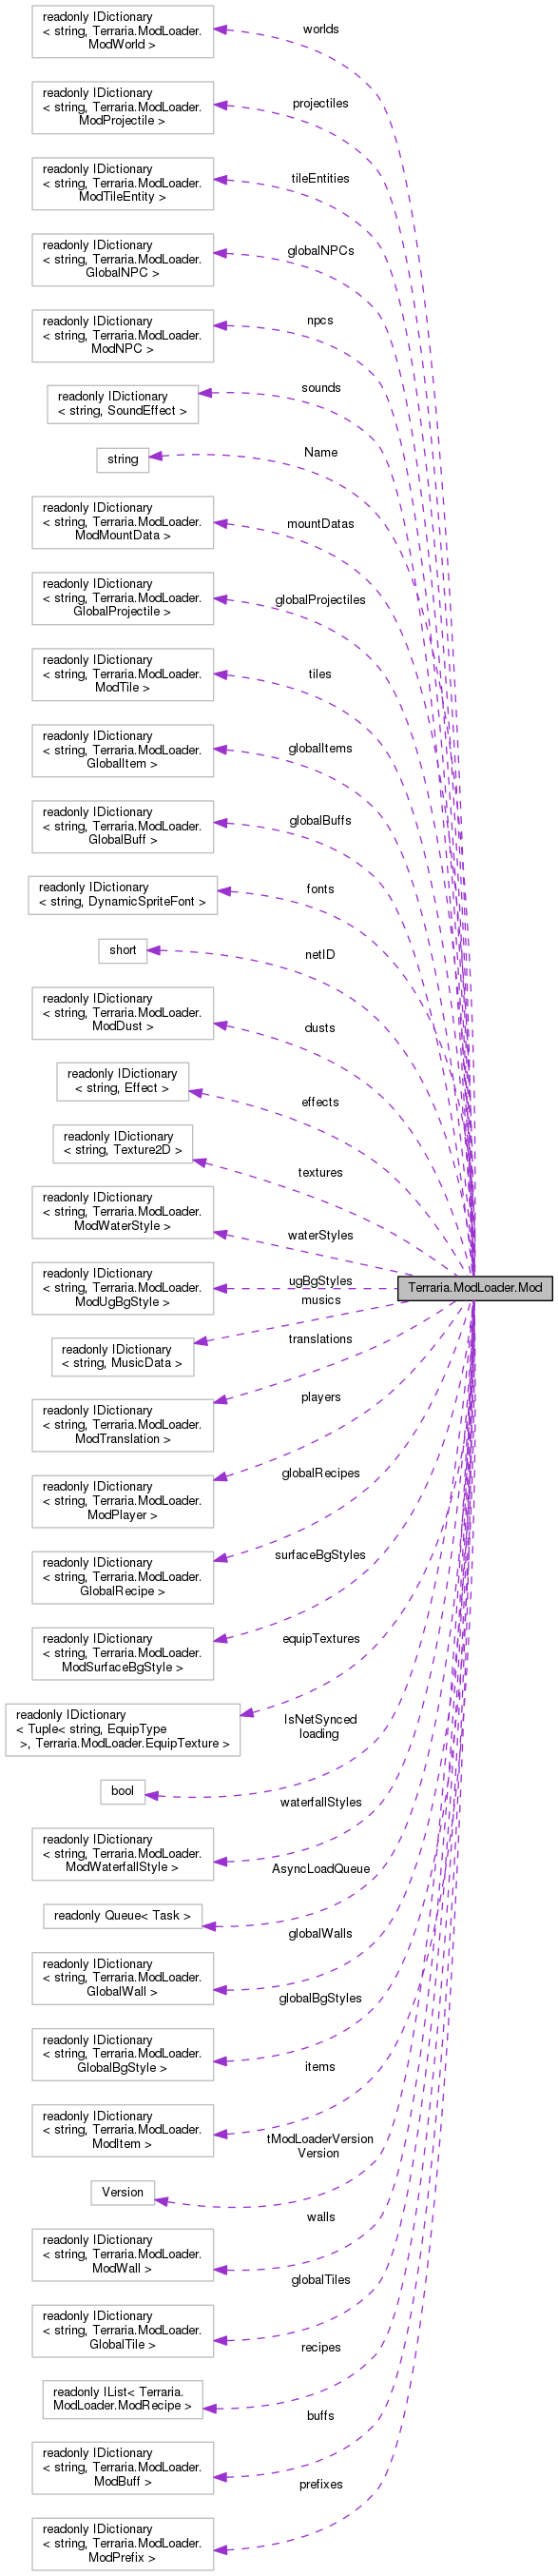 readonly IDictionary
< string, Terraria.ModLoader.
ModWorld >
worlds
readonly IDictionary
< string, Terraria.ModLoader.
ModProjectile >
projectiles
readonly IDictionary
< string, Terraria.ModLoader.
ModTileEntity >
tileEntities
readonly IDictionary
< string, Terraria.ModLoader.
GlobalNPC >
globalNPCs
readonly IDictionary
< string, Terraria.ModLoader.
ModNPC >
npcs
readonly IDictionary
< string, SoundEffect >
sounds
string
Name
readonly IDictionary
< string, Terraria.ModLoader.
ModMountData >
mountDatas
readonly IDictionary
< string, Terraria.ModLoader.
GlobalProjectile >
globalProjectiles
readonly IDictionary
< string, Terraria.ModLoader.
ModTile >
tiles
readonly IDictionary
< string, Terraria.ModLoader.
GlobalItem >
globalItems
readonly IDictionary
< string, Terraria.ModLoader.
GlobalBuff >
globalBuffs
readonly IDictionary
< string, DynamicSpriteFont >
fonts
short
netID
readonly IDictionary
< string, Terraria.ModLoader.
ModDust >
dusts
readonly IDictionary
< string, Effect >
effects
readonly IDictionary
< string, Texture2D >
textures
readonly IDictionary
< string, Terraria.ModLoader.
ModWaterStyle >
waterStyles
Terraria.ModLoader.Mod
readonly IDictionary
< string, Terraria.ModLoader.
ModUgBgStyle >
ugBgStyles
musics
readonly IDictionary
< string, MusicData >
translations
readonly IDictionary
< string, Terraria.ModLoader.
ModTranslation >
players
readonly IDictionary
< string, Terraria.ModLoader.
ModPlayer >
globalRecipes
readonly IDictionary
< string, Terraria.ModLoader.
GlobalRecipe >
surfaceBgStyles
readonly IDictionary
< string, Terraria.ModLoader.
ModSurfaceBgStyle >
equipTextures
readonly IDictionary
< Tuple< string, EquipType
>, Terraria.ModLoader.EquipTexture >
IsNetSynced
loading
bool
waterfallStyles
readonly IDictionary
< string, Terraria.ModLoader.
ModWaterfallStyle >
AsyncLoadQueue
readonly Queue< Task >
globalWalls
readonly IDictionary
< string, Terraria.ModLoader.
GlobalWall >
globalBgStyles
readonly IDictionary
< string, Terraria.ModLoader.
GlobalBgStyle >
items
readonly IDictionary
< string, Terraria.ModLoader.
ModItem >
tModLoaderVersion
Version
Version
walls
readonly IDictionary
< string, Terraria.ModLoader.
ModWall >
globalTiles
readonly IDictionary
< string, Terraria.ModLoader.
GlobalTile >
recipes
readonly IList< Terraria.
ModLoader.ModRecipe >
buffs
readonly IDictionary
< string, Terraria.ModLoader.
ModBuff >
prefixes
readonly IDictionary
< string, Terraria.ModLoader.
ModPrefix >